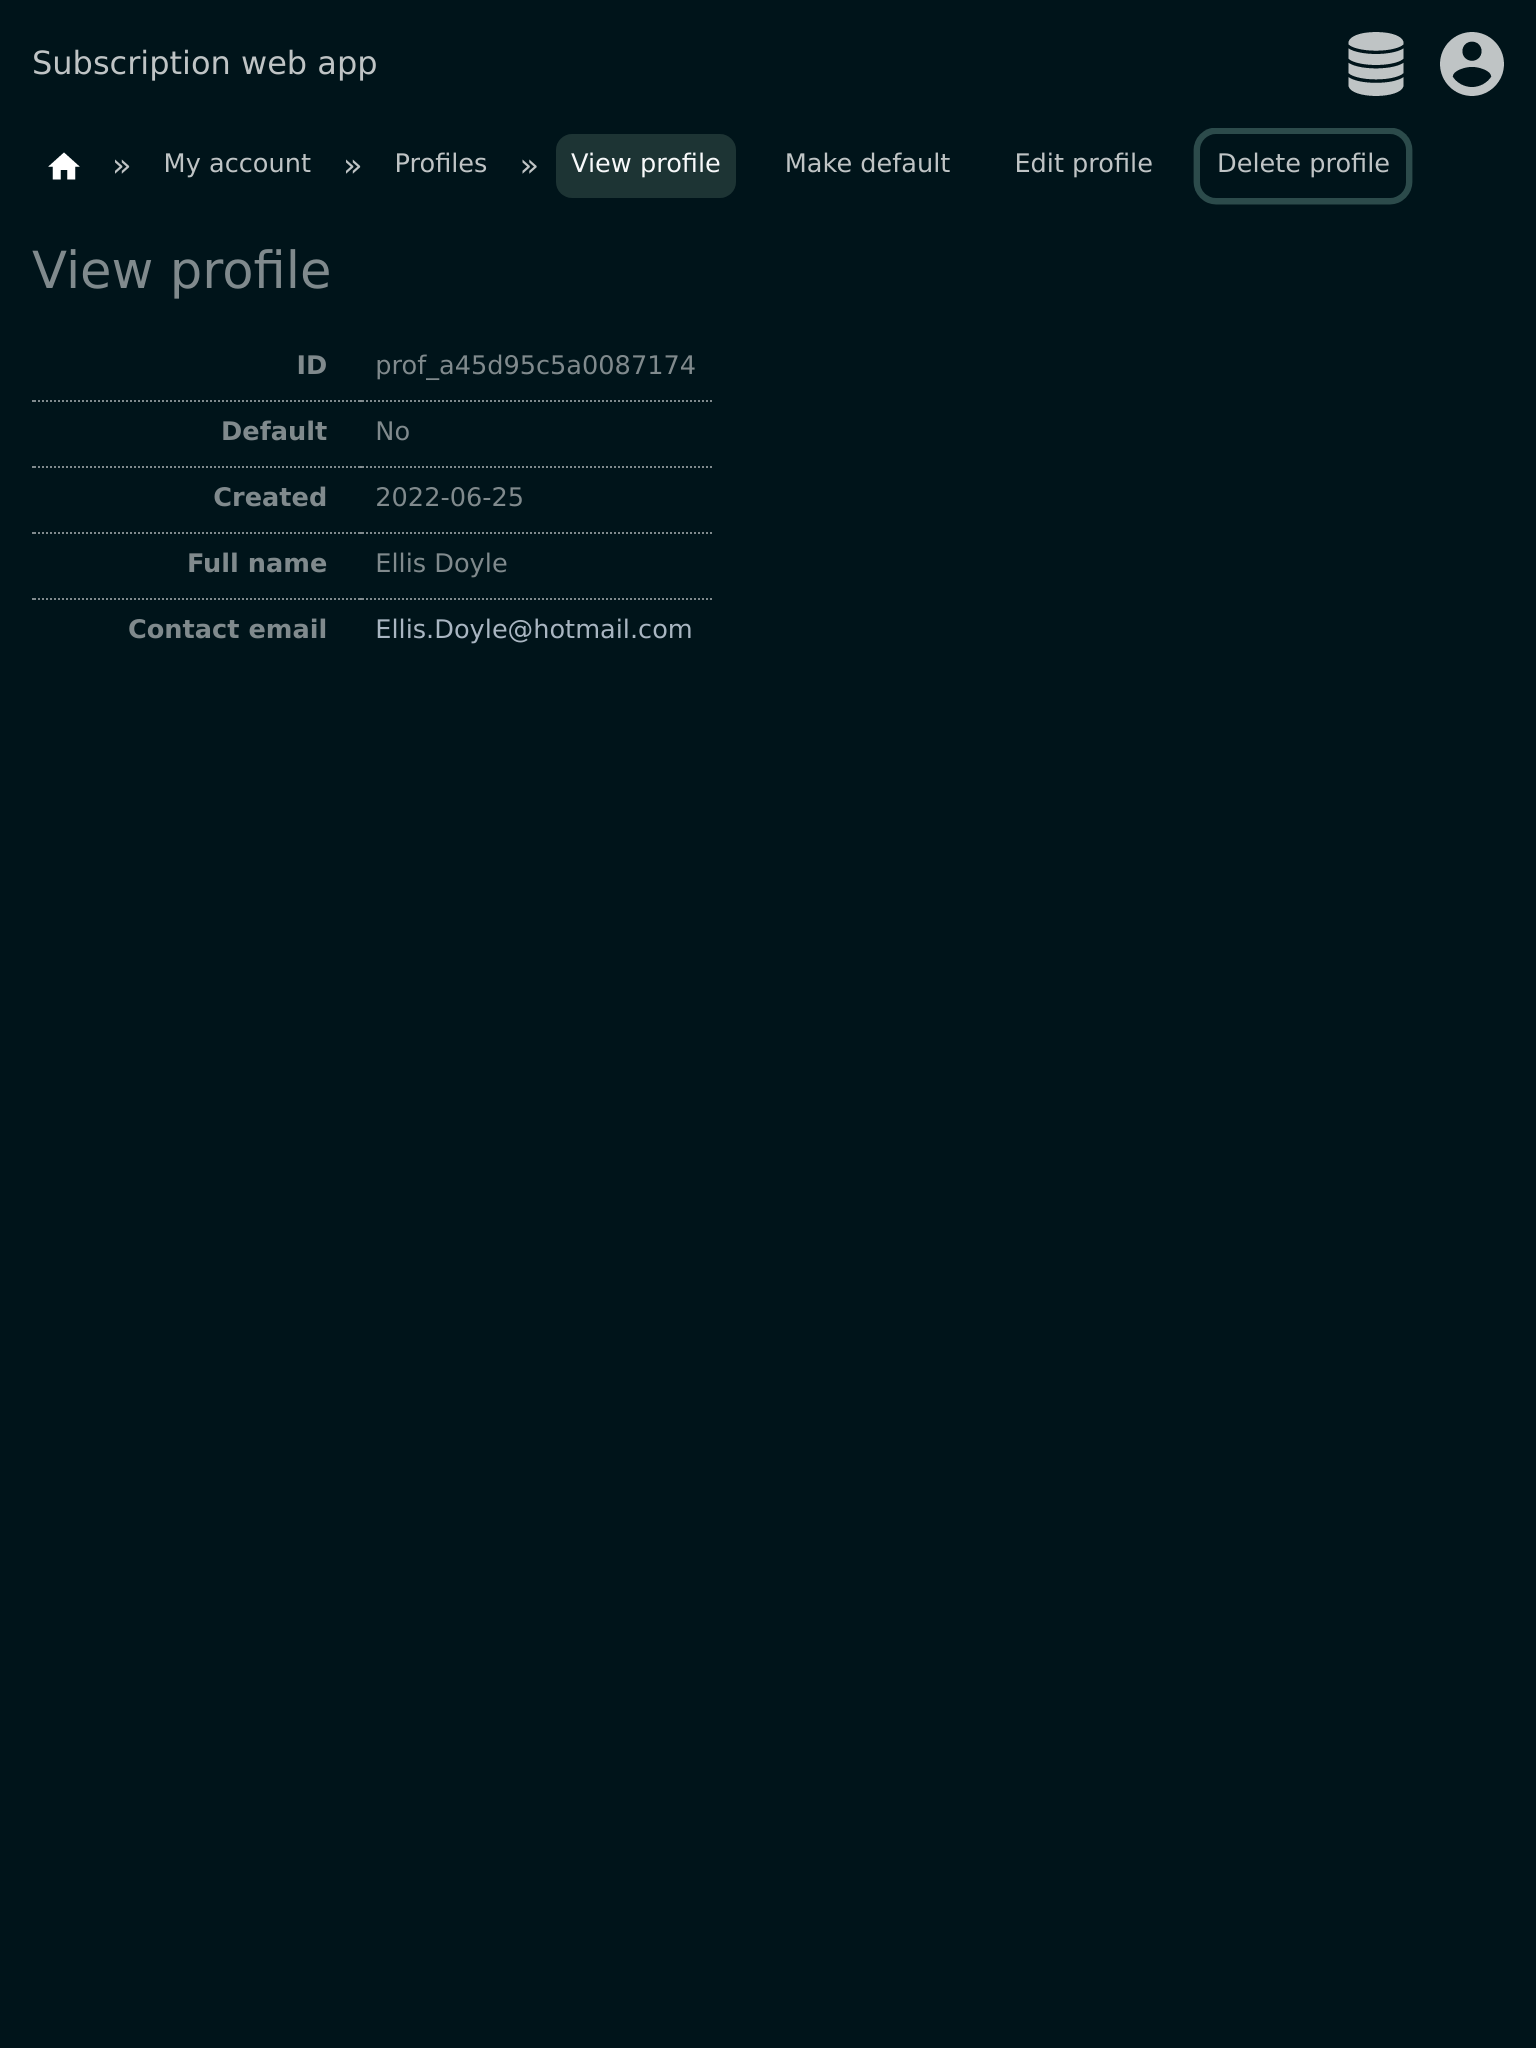 Subscription web app
» My account » Profiles » View profile Make default Edit profile Delete profile
View profile
ID prof_a45d95c5a0087174
Default No
Created 2022-06-25
Full name Ellis Doyle
Contact email Ellis.Doyle@hotmail.com